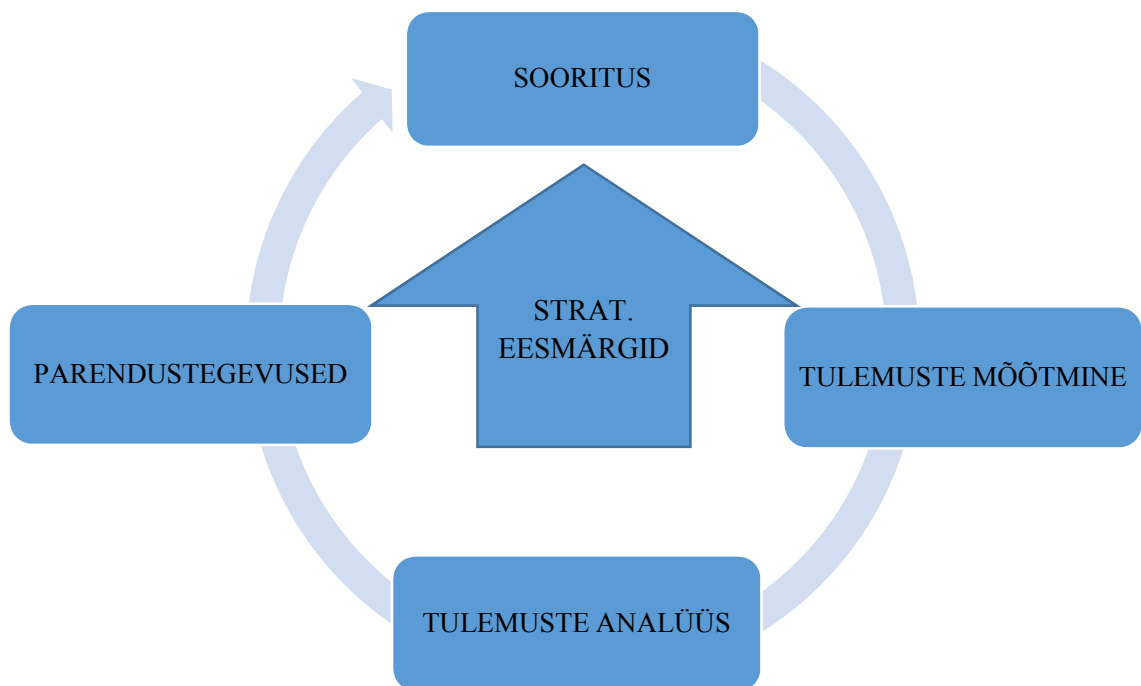 SOORITUS
STRAT.
EESMÄRGID
PARENDUSTEGEVUSED
TULEMUSTE MÕÕTMINE
TULEMUSTE ANALÜÜS